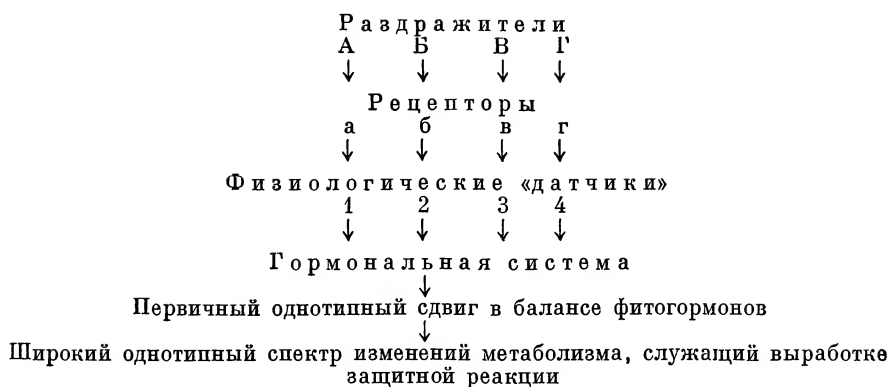 Раздражители
А Б В Г
↓ ↓ ↓ ↓
Рецепторы
а б в г
↓ ↓ ↓ ↓
Физиологические «датчики»
1 2 3 4
↓ ↓ ↓ ↓
Гормональная система
↓
Первичный однотипный сдвиг в балансе фитогормонов
↓
Широкий однотипный спектр изменений метаболизма, служащий выработке
защитной реакции